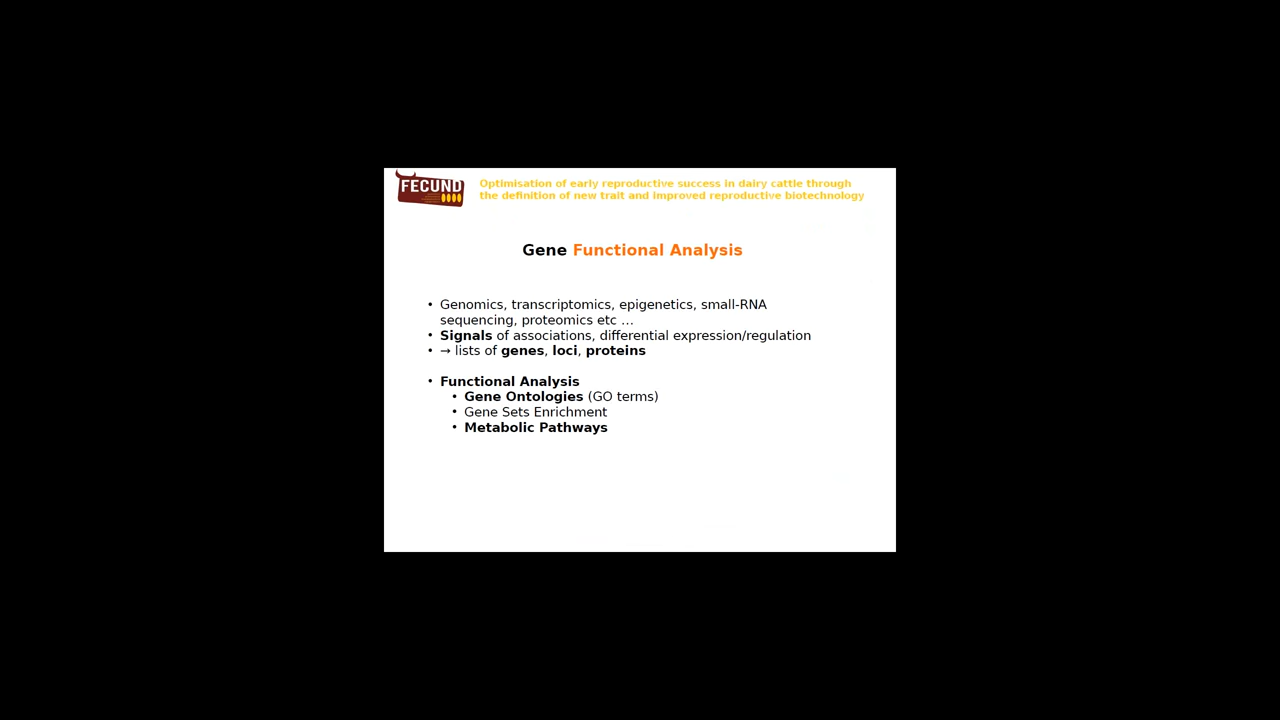 FECUND
Optimisation of early reproductive success in dairy cattle through
the definition of new trait and improved reproductive biotechnology
Gene Functional Analysis
• Genomics, transcriptomics, epigenetics, small-RNA
sequencing, proteomics etc ...
• Signals of associations, differential expression/regulation
• → lists of genes, loci, proteins
• Functional Analysis
• Gene Ontologies (GO terms)
• Gene Sets Enrichment
• Metabolic Pathways